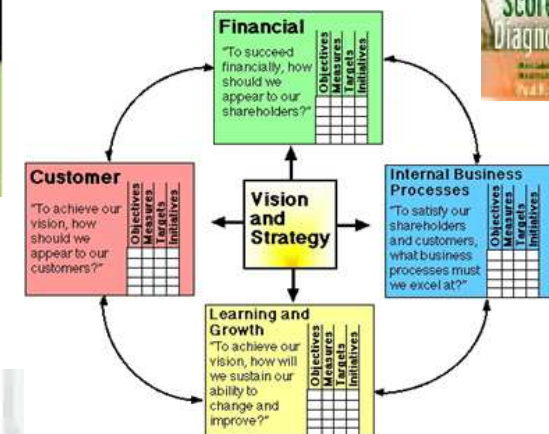 Financial
"To succeed
financially, how
should we
appear to our
shareholders?"
Objectives
Measures
Targets
Initiatives
Customer
"To achieve our
vision, how
should we
appear to our
customers?"
Objectives
Measures
Targets
Initiatives
Vision
and
Strategy
Internal Business
Processes
"To satisfy our
shareholders
and customers,
what business
processes must
we excel at?"
Objectives
Measures
Targets
Initiatives
Learning and
Growth
"To achieve our
vision, how will
we sustain our
ability to
change and
improve?"
Objectives
Measures
Targets
Initiatives